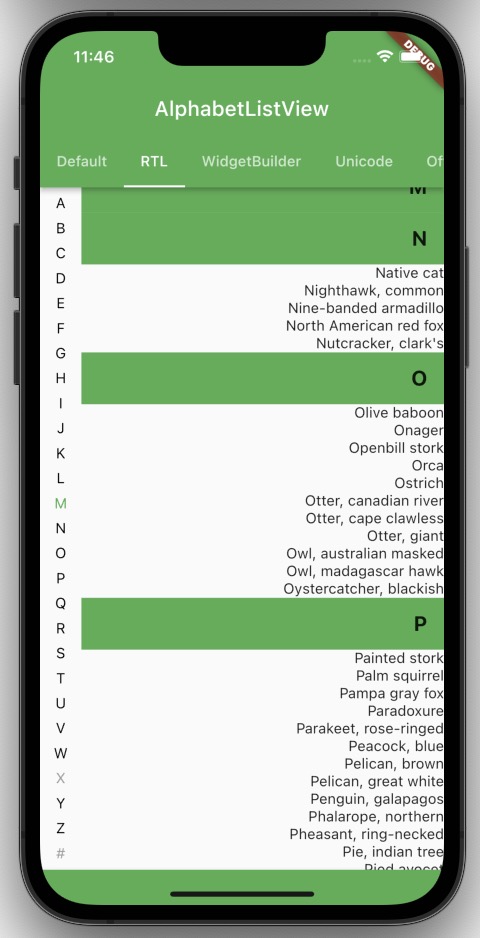 11:46
DEBUG
AlphabetListView
Default RTL WidgetBuilder Unicode Of
A
B
C
D
E
F
G
H
I
J
K
L
M
N
O
P
Q
R
S
T
U
V
W
X
Y
Z
#
M
N
Native cat
Nighthawk, common
Nine-banded armadillo
North American red fox
Nutcracker, clark's
O
Olive baboon
Onager
Openbill stork
Orca
Ostrich
Otter, canadian river
Otter, cape clawless
Otter, giant
Owl, australian masked
Owl, madagascar hawk
Oystercatcher, blackish
P
Painted stork
Palm squirrel
Pampa gray fox
Paradoxure
Parakeet, rose-ringed
Peacock, blue
Pelican, brown
Pelican, great white
Penguin, galapagos
Phalarope, northern
Pheasant, ring-necked
Pie, indian tree
Pied avocet